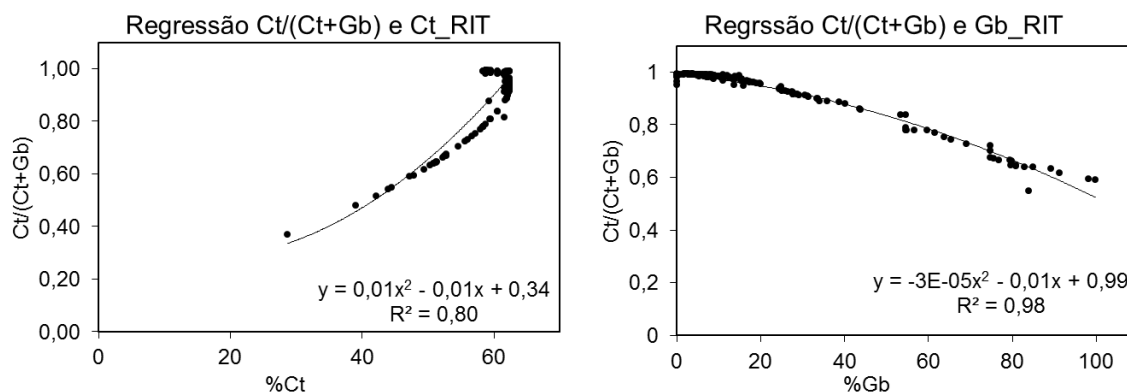 Regressão Ct/(Ct+Gb) e Ct_RIT
Ct/(Ct+Gb)
1,00
0,80
0,60
0,40
0,20
0,00
y = 0,01x² - 0,01x + 0,34
R² = 0,80
0 20 40 60
%Ct
Regrssão Ct/(Ct+Gb) e Gb_RIT
Ct/(Ct+Gb)
1
0,8
0,6
0,4
0,2
0
y = -3E-05x² - 0,01x + 0,99
R² = 0,98
0 20 40 60 80 100
%Gb